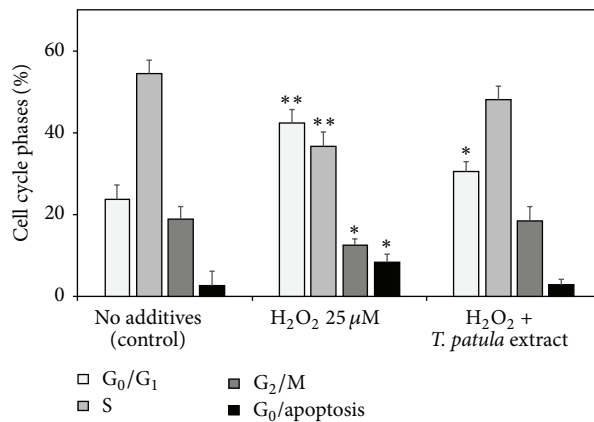 Cell cycle phases (%)
60
40
20
0
**
**
*
*
*
No additives
(control)
H₂O₂ 25 μM
H₂O₂ +
T. patula extract
G₀/G₁
S
G₂/M
G₀/apoptosis